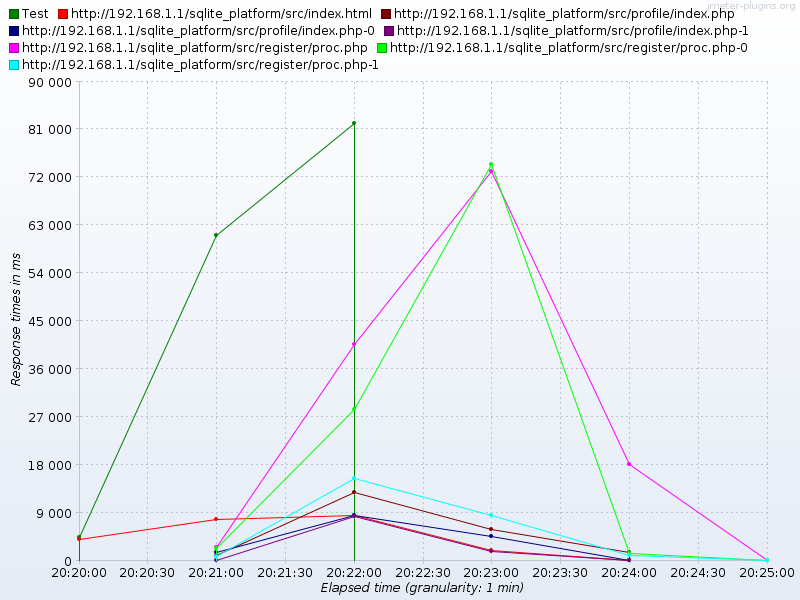 jmeter-plugins.org
Test http://192.168.1.1/sqlite_platform/src/index.html http://192.168.1.1/sqlite_platform/src/profile/index.php
http://192.168.1.1/sqlite_platform/src/profile/index.php-0 http://192.168.1.1/sqlite_platform/src/profile/index.php-1
http://192.168.1.1/sqlite_platform/src/register/proc.php http://192.168.1.1/sqlite_platform/src/register/proc.php-0
http://192.168.1.1/sqlite_platform/src/register/proc.php-1
90 000
81 000
72 000
63 000
54 000
45 000
36 000
27 000
18 000
9 000
0
Response times in ms
20:20:00 20:20:30 20:21:00 20:21:30 20:22:00 20:22:30 20:23:00 20:23:30 20:24:00 20:24:30 20:25:00
Elapsed time (granularity: 1 min)